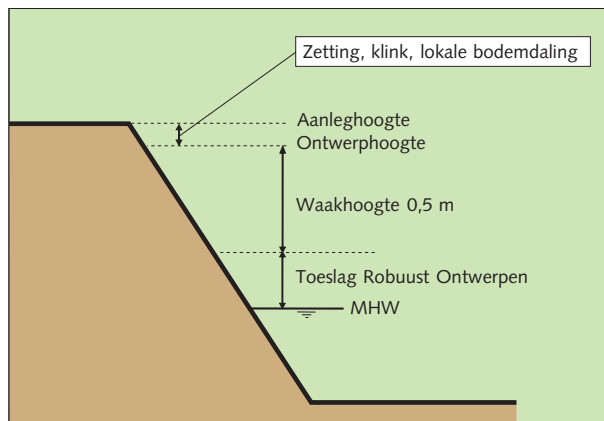 Zetting, klink, lokale bodemdaling
Aanleghoogte
Ontwerphoogte
Waakhoogte 0,5 m
Toeslag Robuust Ontwerpen
MHW